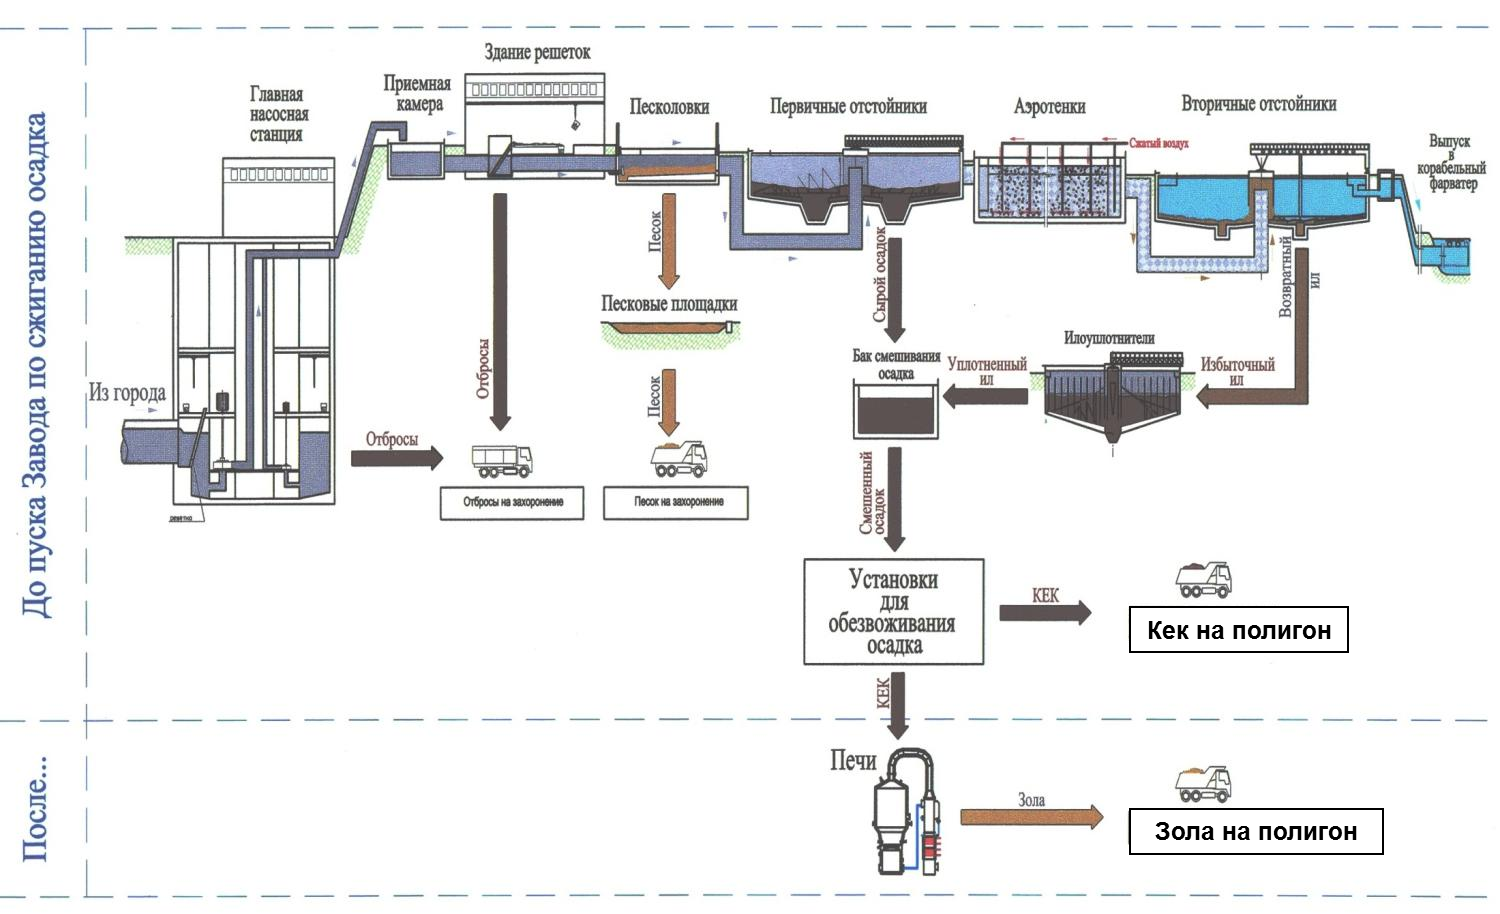 До пуска Завода по сжиганию осадка
После...
Главная
насосная
станция
Приемная
камера
Здание решеток
Песколовки
Первичные отстойники
Аэротенки
Сжатый воздух
Вторичные отстойники
Выпуск
в
корабельный
фарватер
Из города
решетка
Отбросы
Отбросы
Отбросы на захоронение
Песок
Песковые площадки
Песок
Песок на захоронение
Сырой осадок
Бак смешивания
осадка
Уплотненный
ил
Илоуплотнители
Избыточный
ил
Возвратный
ил
Смешенный
осадок
Установки
для
обезвоживания
осадка
КЕК
Кек на полигон
КЕК
Печи
Зола
Зола на полигон